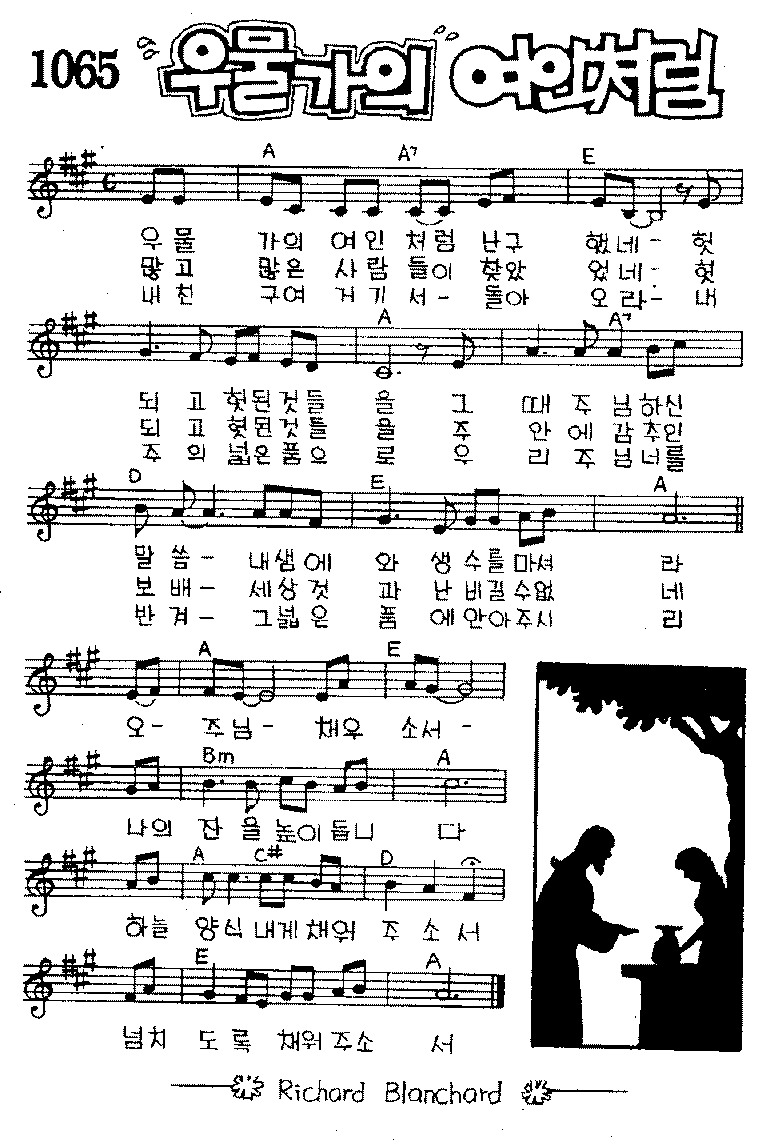 1065 우물가의 여인처럼
A A7 E
우물 가의 여인 처럼 난구 했네- 헛
많고 많은 사람 들이 찾았 었네- 헛
내친 구여 거기 서- 돌아 오라- 내
A A7
되 고 헛된것들 을 그 때 주 님하신
되 고 헛된것들 을 주 안 에 감추인
주 의 넓은품으 로 우 리 주 님너를
D E A
말 씀- 내샘에 와 생 수를마셔 라
보 배- 세상것 과 난 비길수없 네
반 겨- 그넓은 품 에안아주시 리
A E
오- 주님- 채우 소서-
Bm A
나의 잔 을 높이듭니 다
A C# D
하늘 양식 내게채워 주 소 서
E A
넘치 도 록 채워주소 서
Richard Blanchard